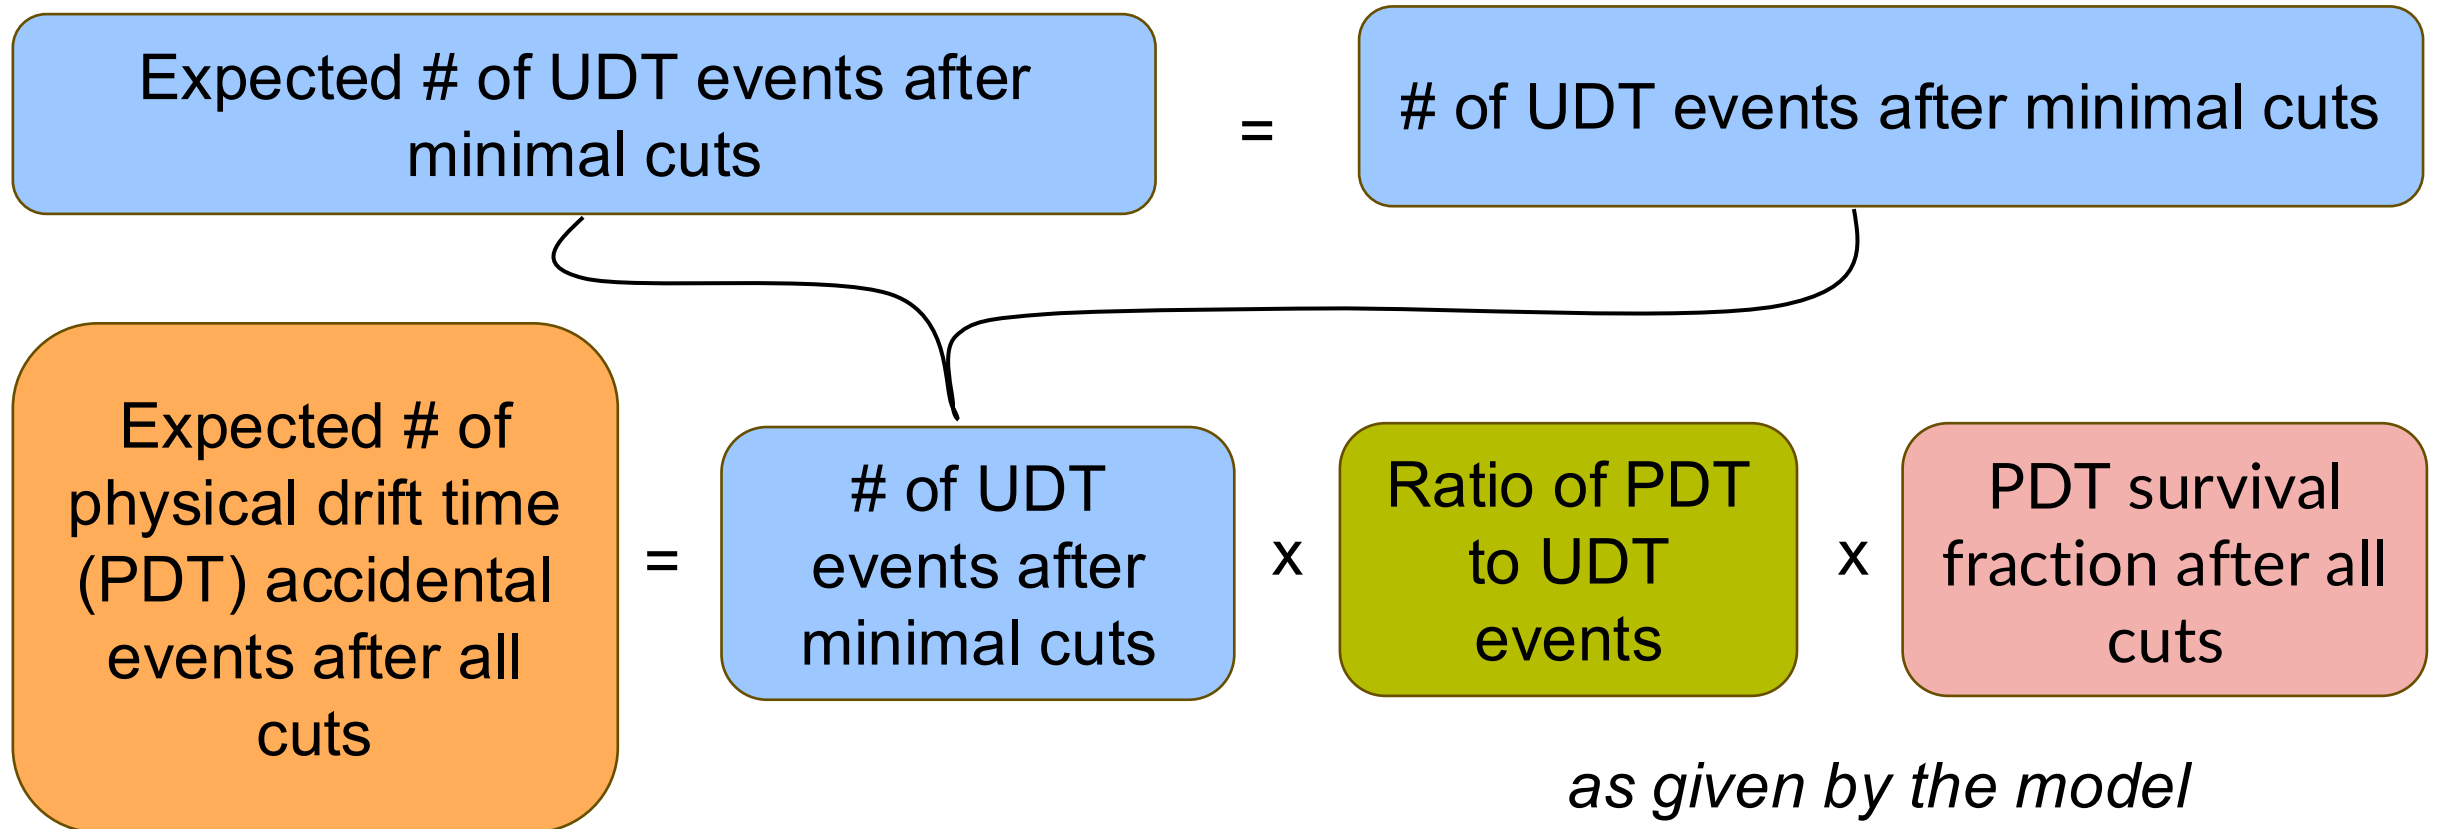 Expected # of UDT events after
minimal cuts
=
# of UDT events after minimal cuts
Expected # of
physical drift time
(PDT) accidental
events after all
cuts
=
# of UDT
events after
minimal cuts
x
Ratio of PDT
to UDT
events
x
PDT survival
fraction after all
cuts
as given by the model